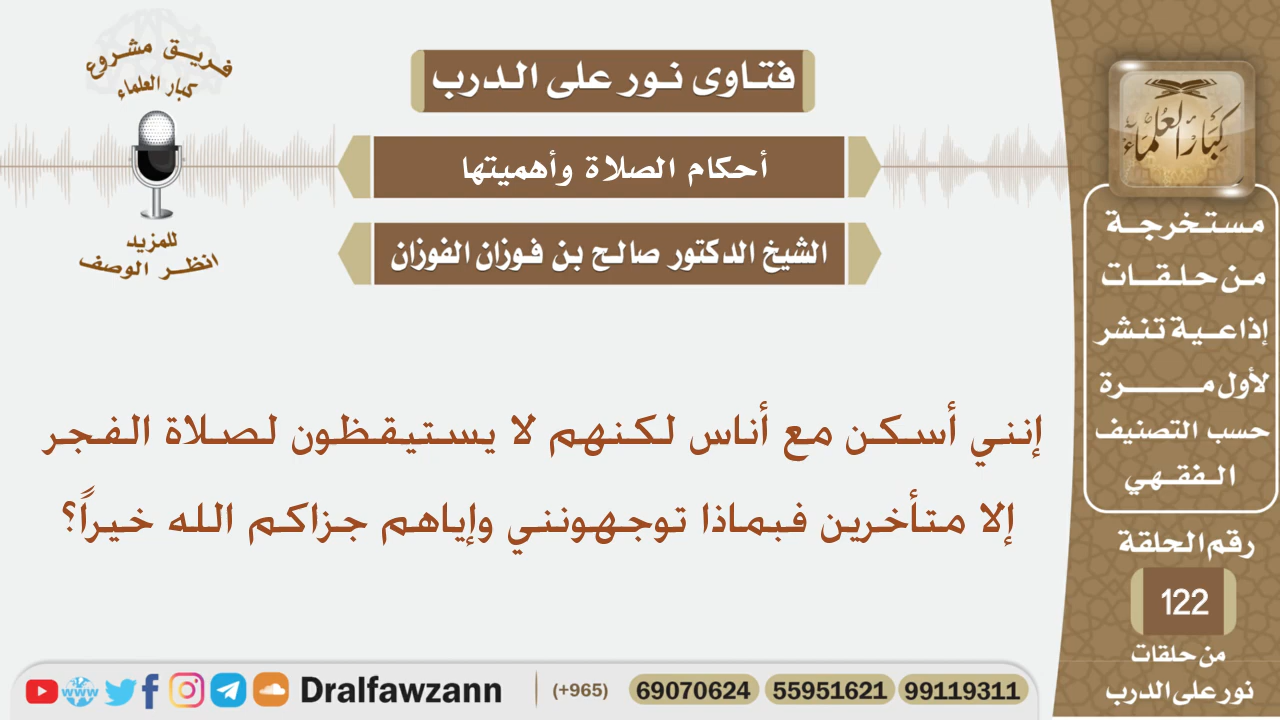 فريق مشروع
كبار العلماء
للمزيد
انظر الوصف
فتاوى نور على الدرب
أحكام الصلاة وأهميتها
الشيخ الدكتور صالح بن فوزان الفوزان
إنني أسكن مع أناس لكنهم لا يستيقظون لصلاة الفجر
إلا متأخرين فبماذا توجهونني وإياهم جزاكم الله خيراً؟
كبار العلماء
مستخرجة
من حلقات
إذاعية تنشر
لأول مرة
حسب التصنيف
الفقهي
رقم الحلقة
122
من حلقات
نور على الدرب
www Dralfawzann (+965) 69070624 55951621 99119311